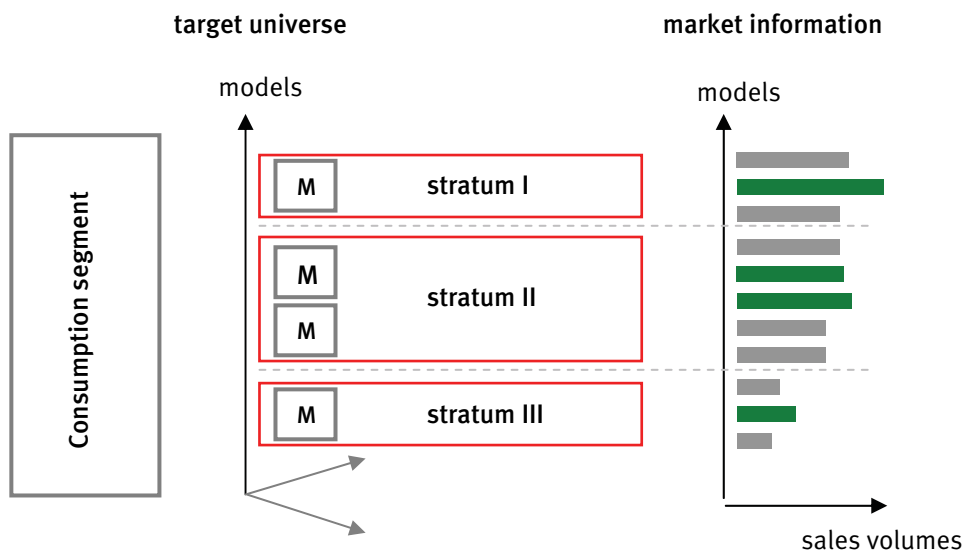 target universe
market information
models
models
Consumption segment
M
stratum I
M
M
stratum II
M
stratum III
sales volumes